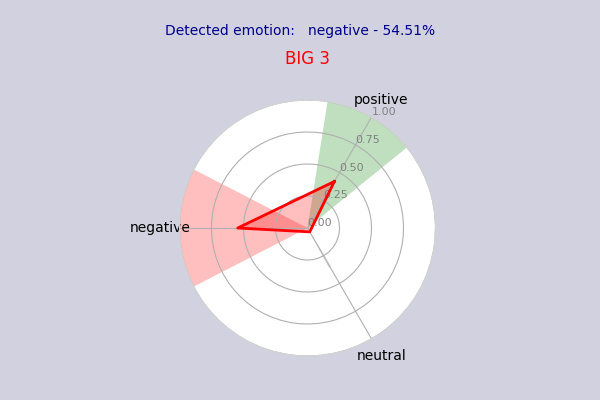 Detected emotion:   negative - 54.51%
BIG 3
positive
1.00
0.75
0.50
0.25
0.00
negative
neutral